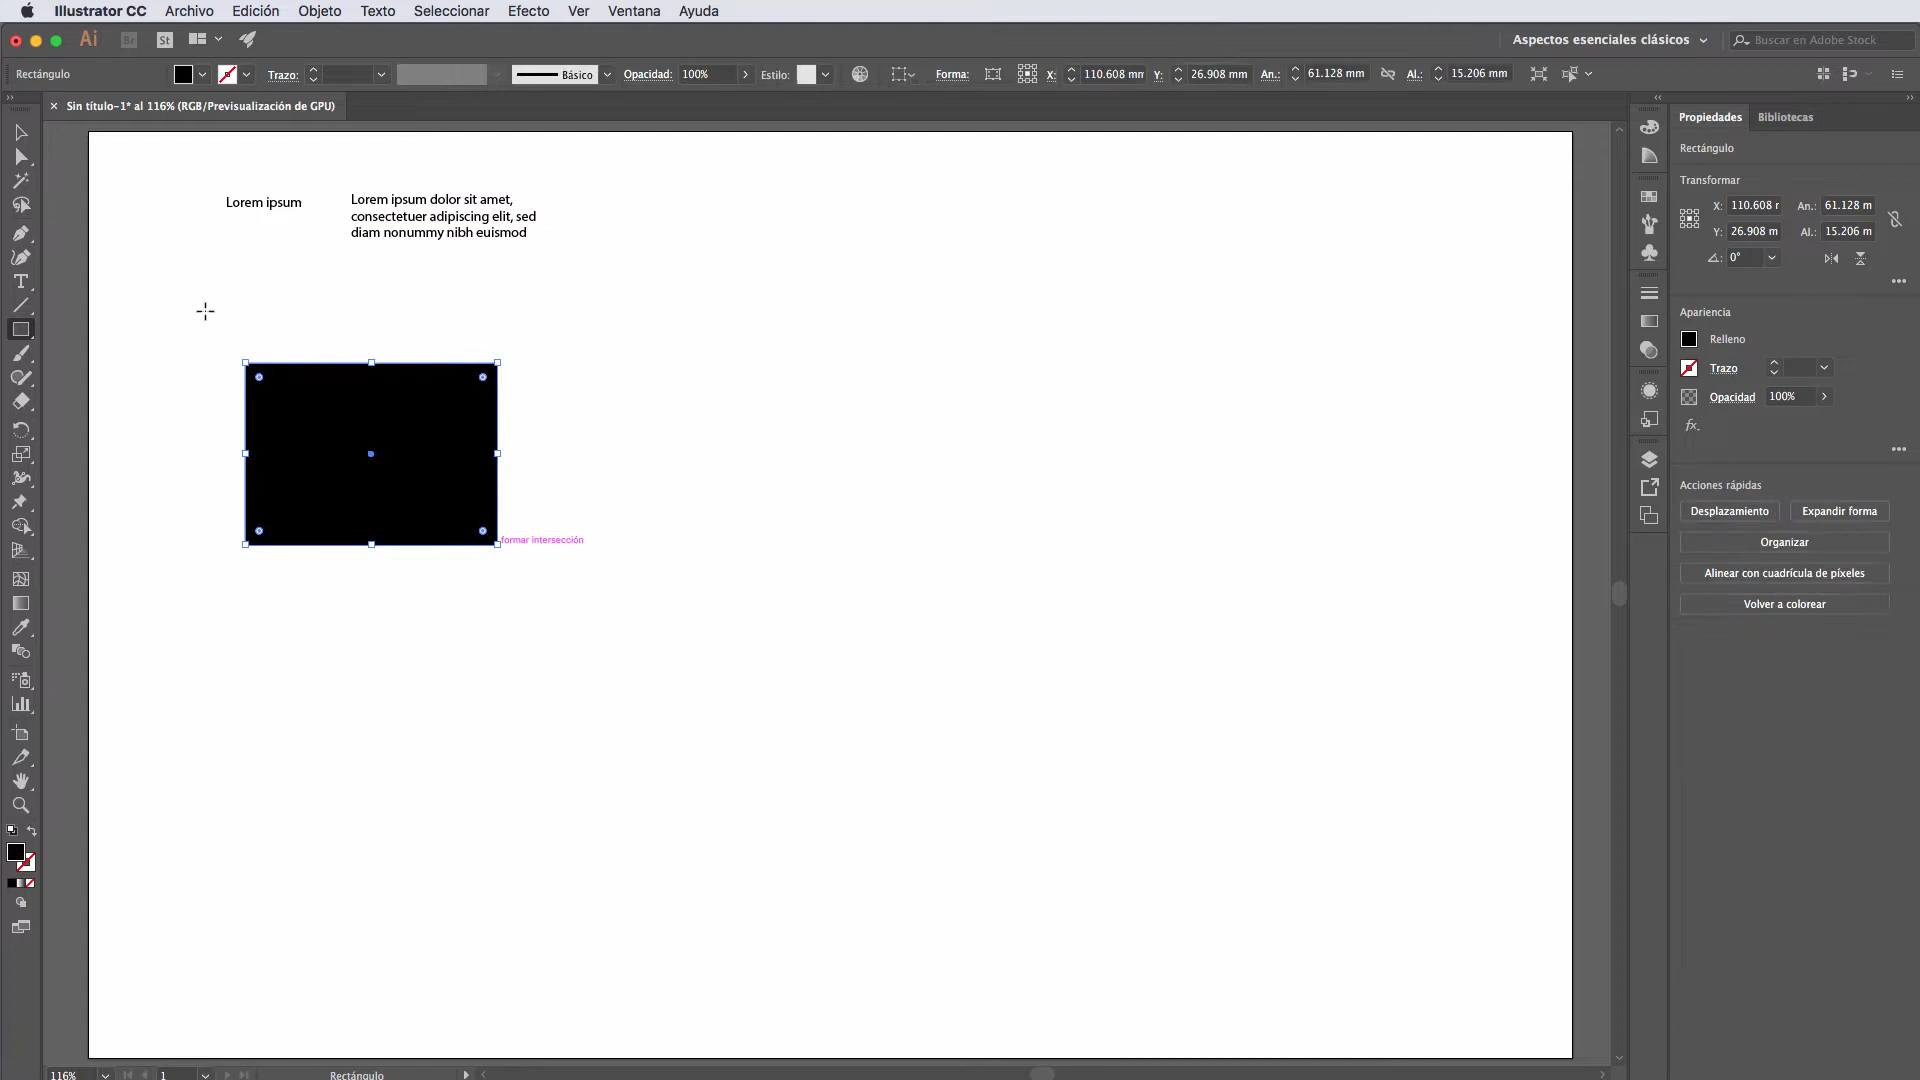 Illustrator CC Archivo Edición Objeto Texto Seleccionar Efecto Ver Ventana Ayuda
Ai Br St Aspectos esenciales clásicos Buscar en Adobe Stock
Rectángulo Trazo: Básico Opacidad: 100% Estilo: Forma: X: 110.608 mm Y: 26.908 mm An.: 61.128 mm Al.: 15.206 mm
Sin título-1* al 116% (RGB/Previsualización de GPU)
Propiedades Bibliotecas
Rectángulo
Transformar
X: 110.608 r An.: 61.128 m
Y: 26.908 m Al.: 15.206 m
0°
Apariencia
Relleno
Trazo
Opacidad 100%
fx.
Acciones rápidas
Desplazamiento Expandir forma
Organizar
Alinear con cuadrícula de píxeles
Volver a colorear
Lorem ipsum
Lorem ipsum dolor sit amet,
consectetuer adipiscing elit, sed
diam nonummy nibh euismod
formar intersección
116% 1 Rectángulo